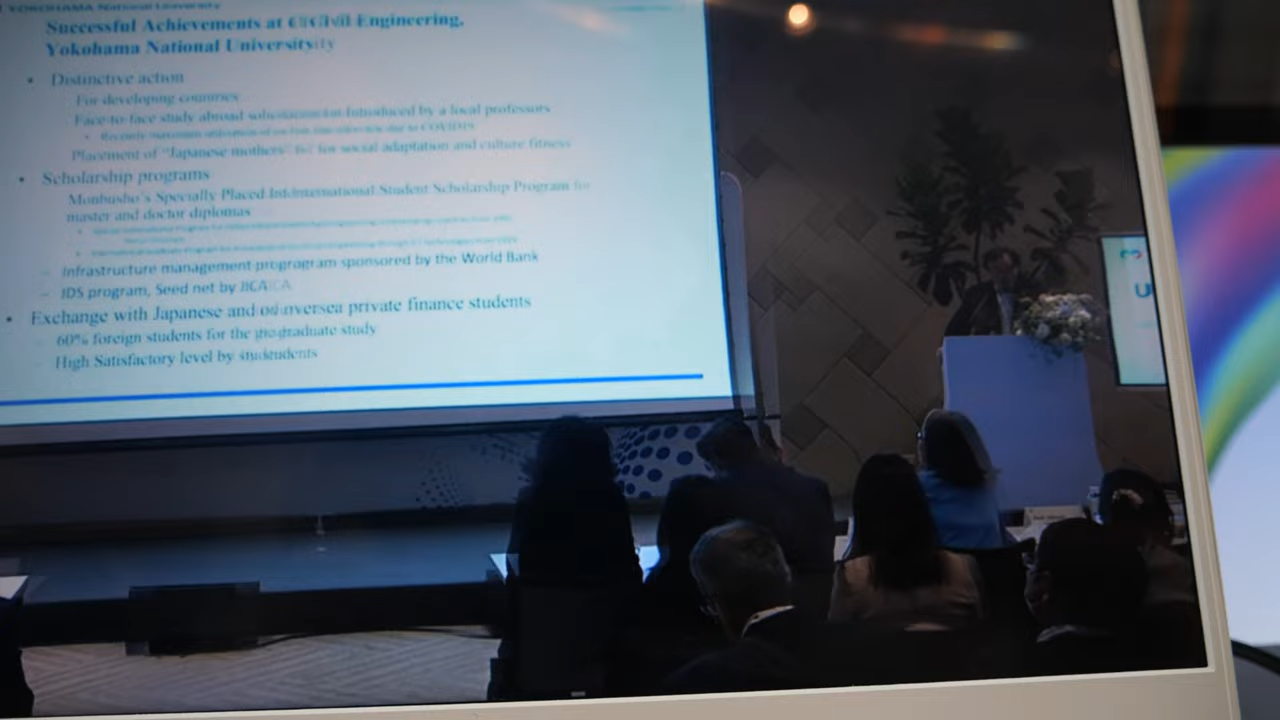 YOKOHAMA National University
Successful Achievements at Civil Engineering,
Yokohama National University
• Distinctive action
For developing countries
Face-to-face study abroad introduced by a local professors
Placement of "Japanese mothers" for social adaptation and culture fitness
• Scholarship programs
Monbusho's Specially Placed International Student Scholarship Program for
master and doctor diplomas
– Infrastructure management program sponsored by the World Bank
– JDS program, Seed net by JICA
• Exchange with Japanese and oversea private finance students
– 60% foreign students for the graduate study
– High Satisfactory level by students
U